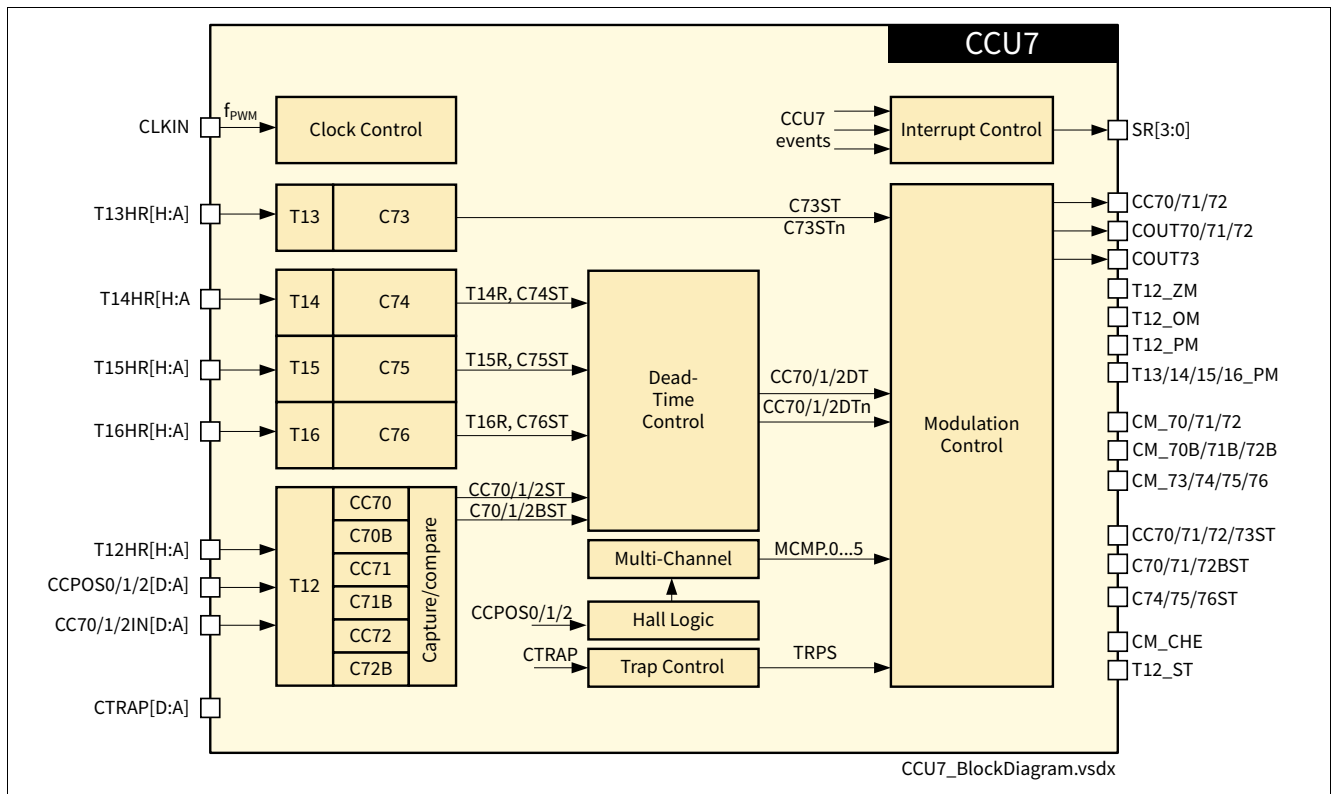 CCU7
CLKIN
fPWM
Clock Control
CCU7
events
Interrupt Control
SR[3:0]
T13HR[H:A]
T13
C73
C73ST
C73STn
CC70/71/72
COUT70/71/72
COUT73
T14HR[H:A
T14
C74
T14R, C74ST
T12_ZM
T12_OM
T12_PM
T15HR[H:A]
T15
C75
T15R, C75ST
Dead-
Time
Control
CC70/1/2DT
CC70/1/2DTn
T13/14/15/16_PM
T16HR[H:A]
T16
C76
T16R, C76ST
Modulation
Control
CM_70/71/72
CM_70B/71B/72B
CM_73/74/75/76
T12HR[H:A]
CCPOS0/1/2[D:A]
CC70/1/2IN[D:A]
T12
CC70
C70B
CC71
C71B
CC72
C72B
Capture/compare
CC70/1/2ST
C70/1/2BST
Multi-Channel
MCMP.0...5
CCPOS0/1/2
Hall Logic
CTRAP
Trap Control
TRPS
CC70/71/72/73ST
C70/71/72BST
C74/75/76ST
CM_CHE
T12_ST
CTRAP[D:A]
CCU7_BlockDiagram.vsdx